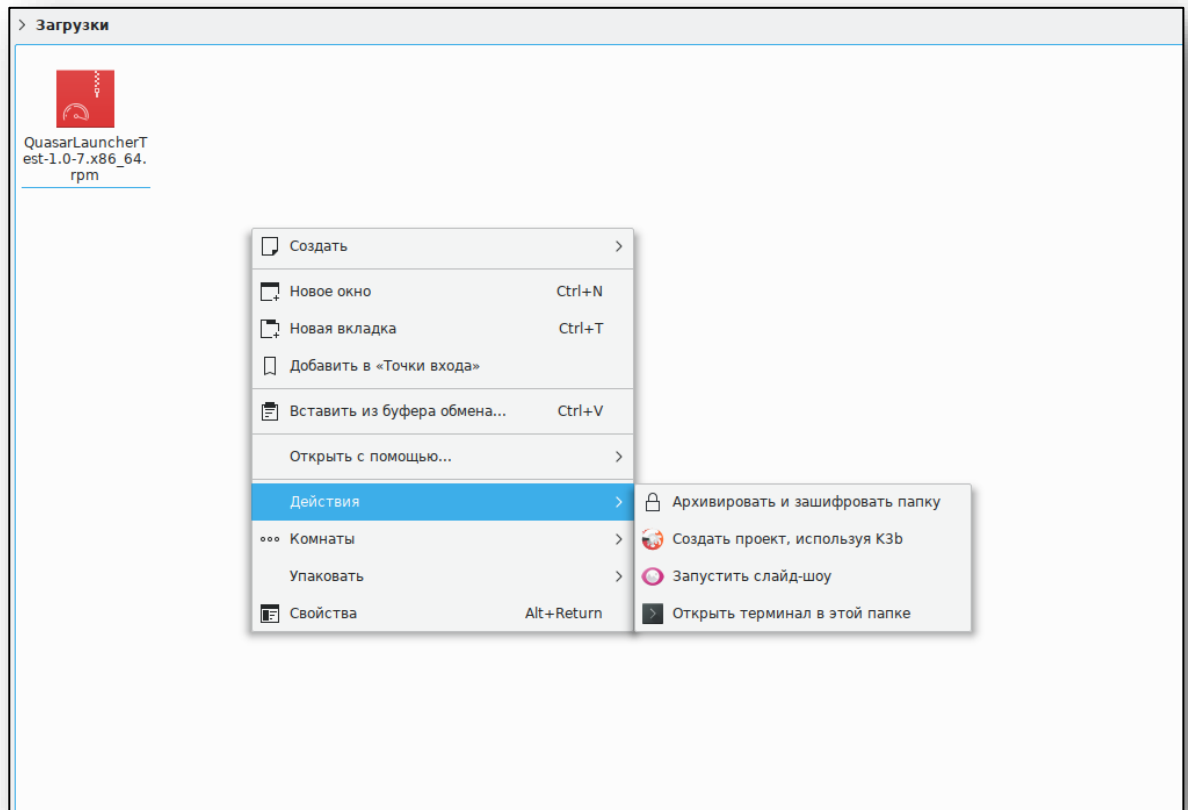 Загрузки
QuasarLauncherT
est-1.0-7.x86_64.
rpm
Создать
Новое окно Ctrl+N
Новая вкладка Ctrl+T
Добавить в «Точки входа»
Вставить из буфера обмена... Ctrl+V
Открыть с помощью...
Действия
Архивировать и зашифровать папку
Комнаты
Создать проект, используя K3b
Упаковать
Запустить слайд-шоу
Свойства Alt+Return
Открыть терминал в этой папке